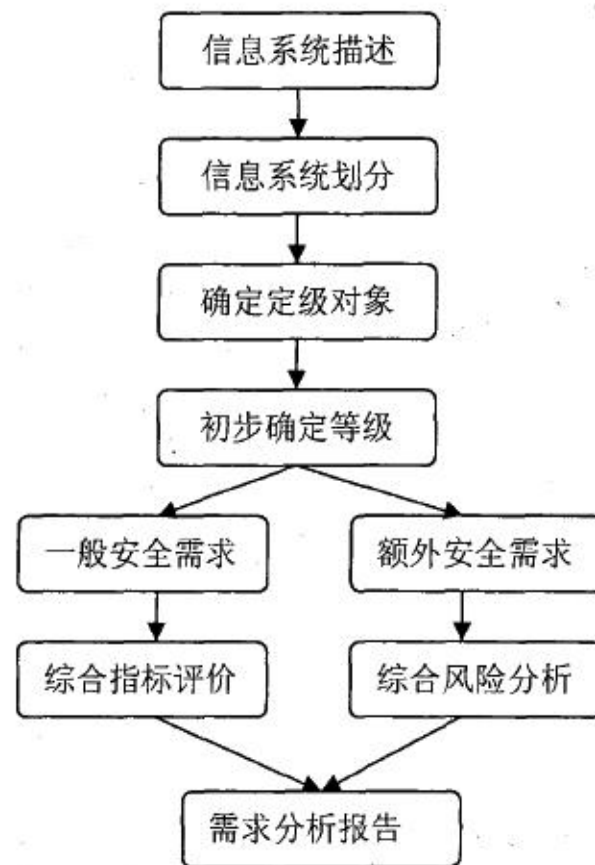 信息系统描述
信息系统划分
确定定级对象
初步确定等级
一般安全需求
额外安全需求
综合指标评价
综合风险分析
需求分析报告